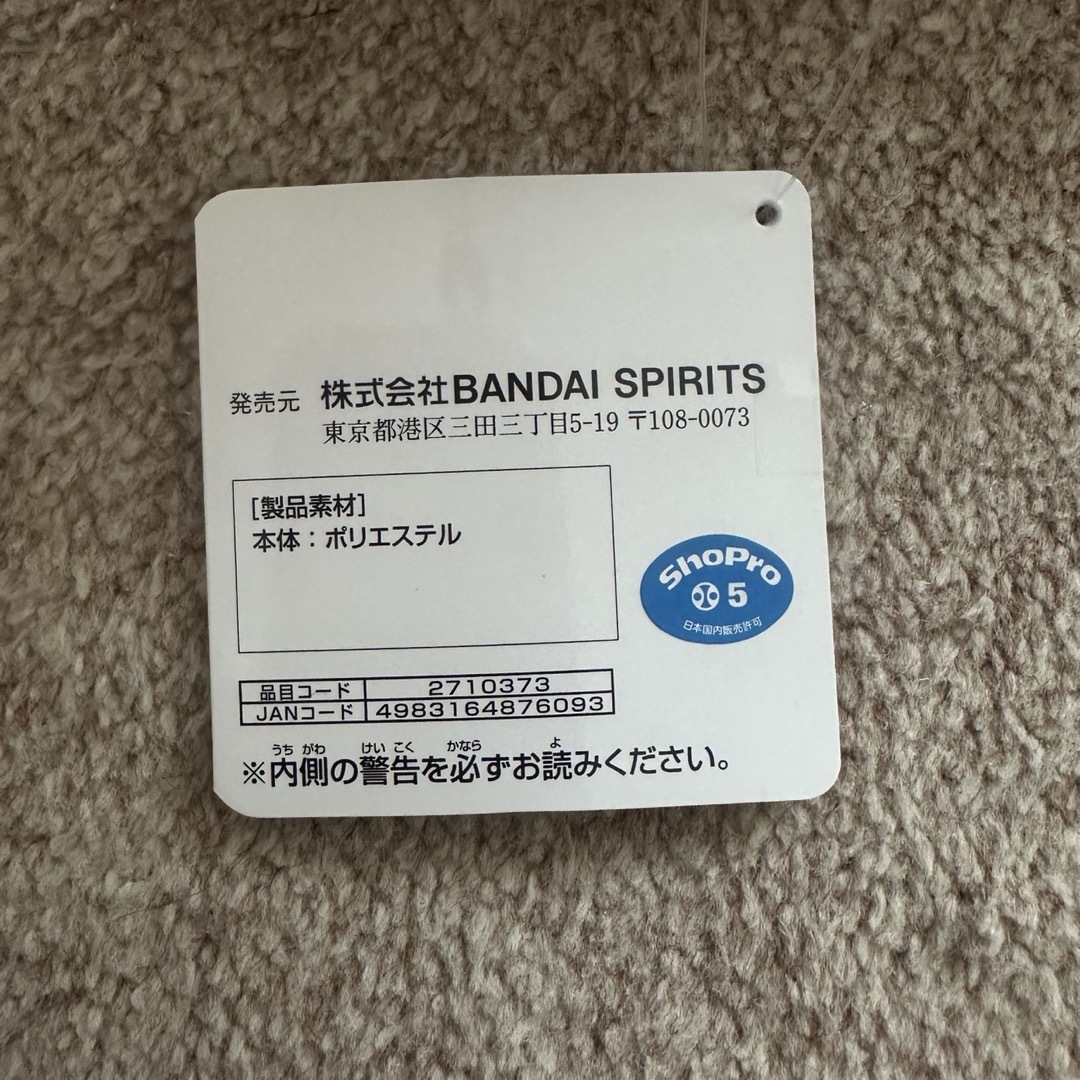 発売元 株式会社BANDAI SPIRITS
東京都港区三田三丁目5-19 〒108-0073
[製品素材]
本体:ポリエステル
ShoPro
5
日本国内販売許可
品目コード 2710373
JANコード 4983164876093
うち がわ けい こく かなら よ
※内側の警告を必ずお読みください。